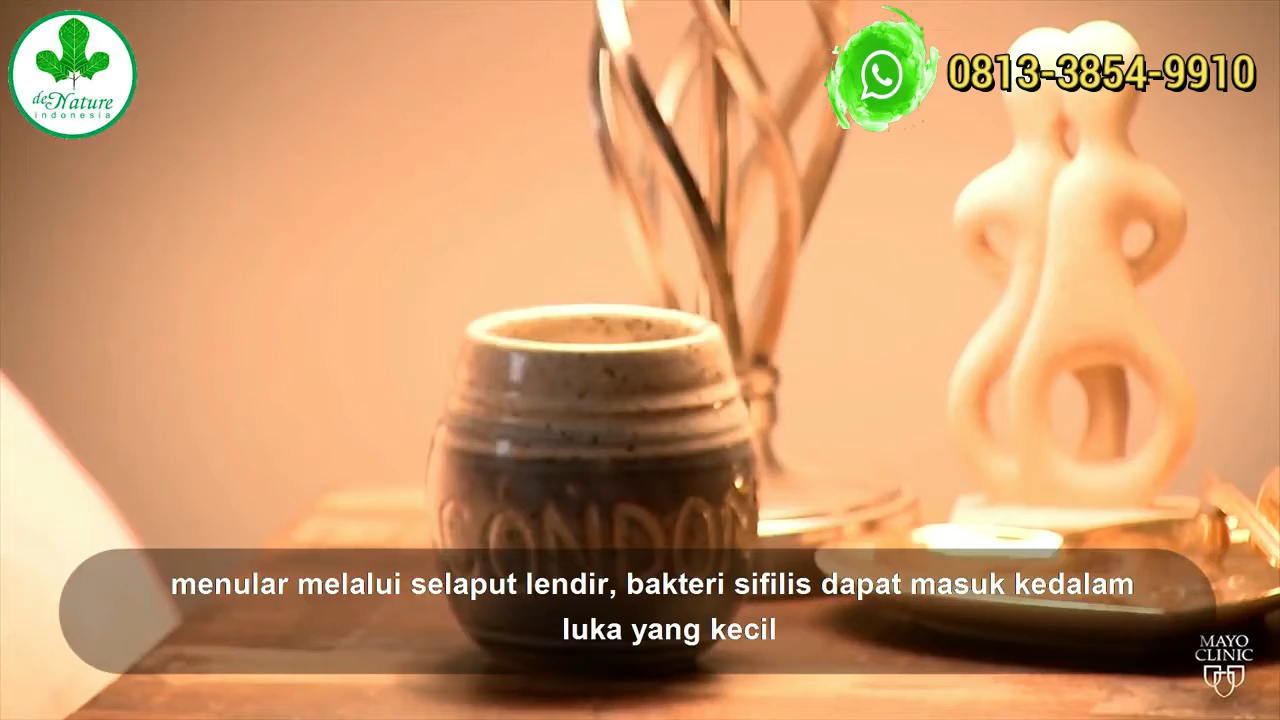 deNature
indonesia
0813-3854-9910
menular melalui selaput lendir, bakteri sifilis dapat masuk kedalam
luka yang kecil
MAYO
CLINIC